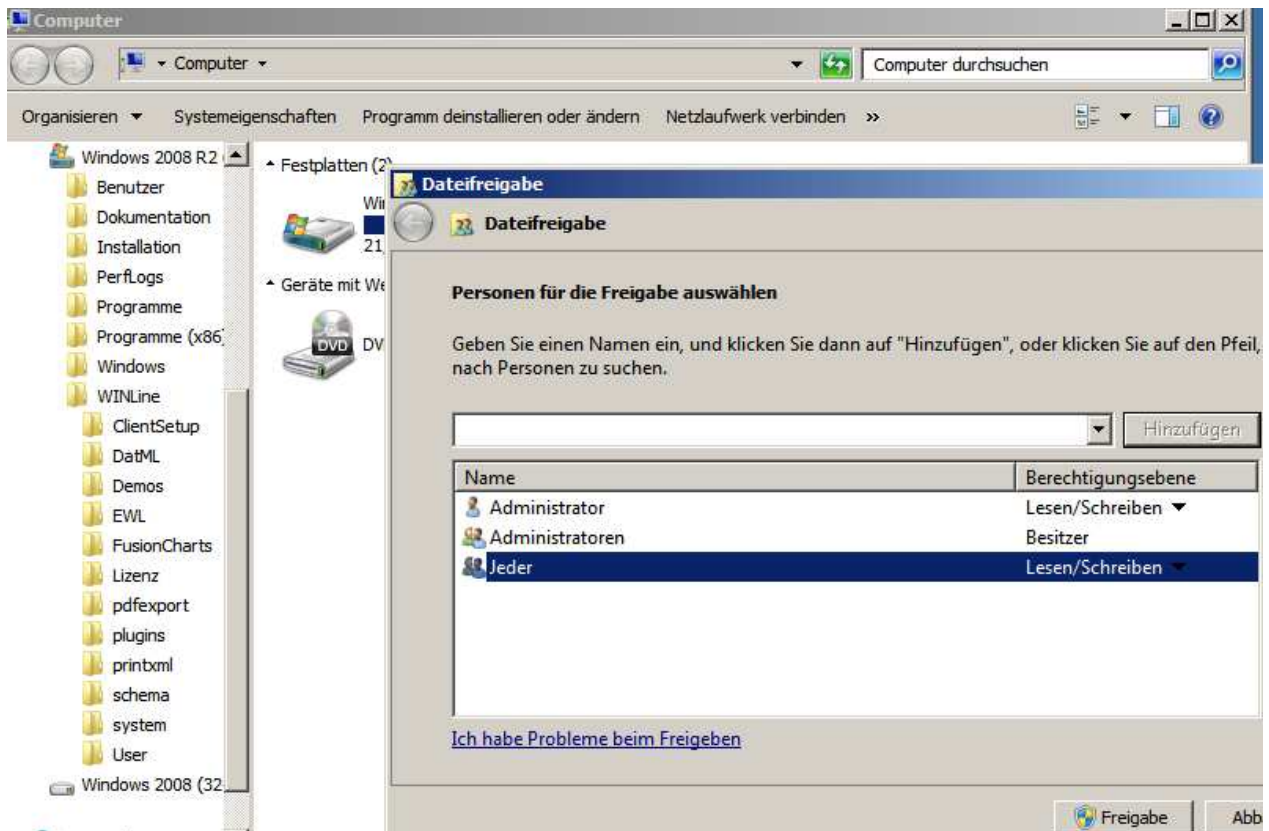 Computer
Computer
Computer durchsuchen
Organisieren
Systemeigenschaften
Programm deinstallieren oder ändern
Netzlaufwerk verbinden
»
Windows 2008 R2
Benutzer
Dokumentation
Installation
PerfLogs
Programme
Programme (x86)
Windows
WINLine
ClientSetup
DatML
Demos
EWL
FusionCharts
Lizenz
pdfexport
plugins
printxml
schema
system
User
Windows 2008 (32
Festplatten (2)
Wi
21
Geräte mit We
DVD
DV
Dateifreigabe
Dateifreigabe
Personen für die Freigabe auswählen
Geben Sie einen Namen ein, und klicken Sie dann auf "Hinzufügen", oder klicken Sie auf den Pfeil,
nach Personen zu suchen.
Hinzufügen
Name Berechtigungsebene
Administrator Lesen/Schreiben
Administratoren Besitzer
Jeder Lesen/Schreiben
Ich habe Probleme beim Freigeben
Freigabe
Abb